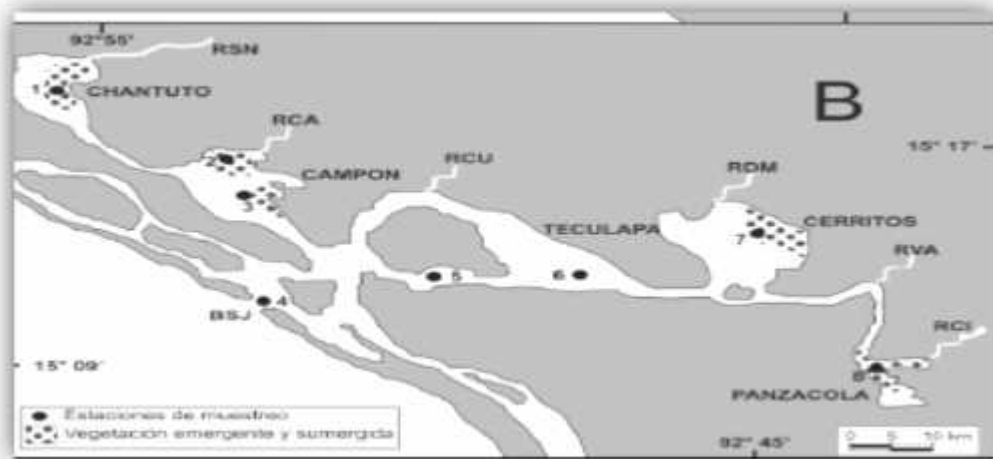 92°55'
RSN
1
CHANTUTO
B
RCA
2
CAMPON
3
RCU
15° 17'
RDM
TECULAPA
CERRITOS
7
RVA
5
6
4
BSJ
RCI
15° 09'
8
PANZACOLA
Estaciones de muestreo
Vegetación emergente y sumergida
92° 45'
0 5 10 km